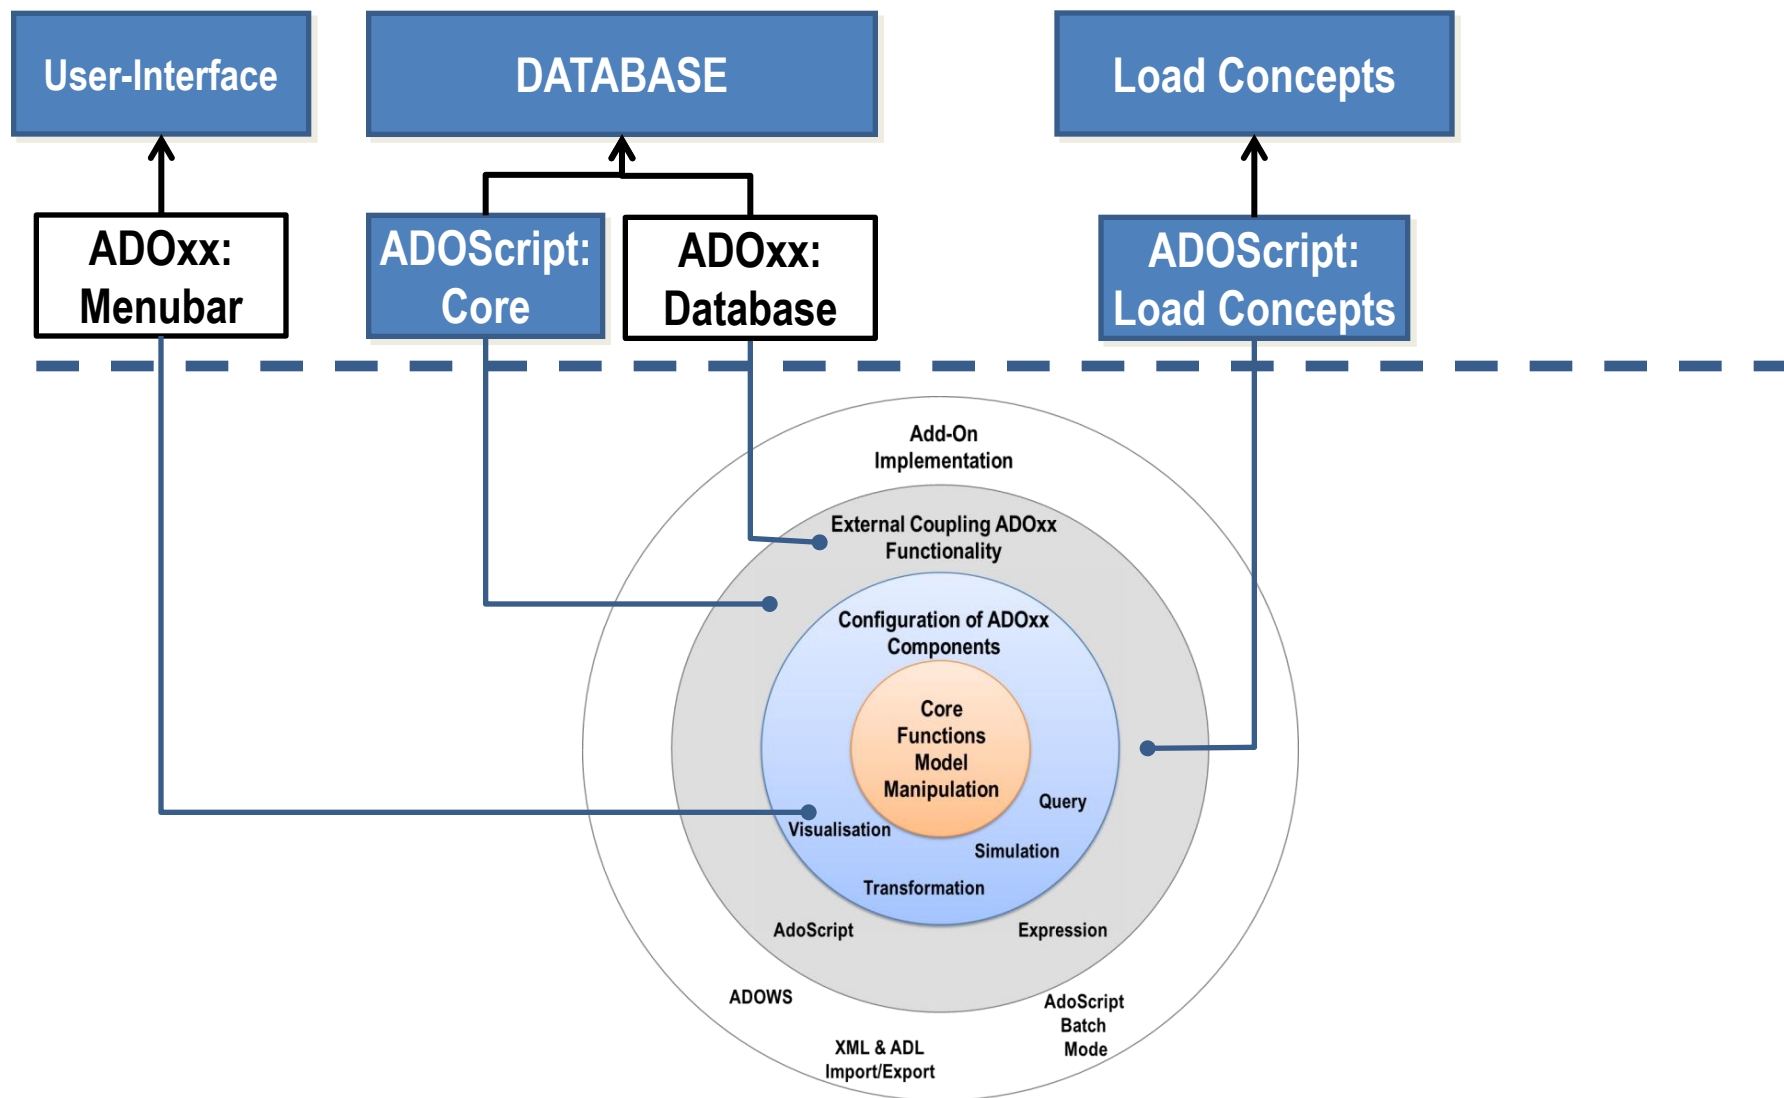 User-Interface
DATABASE
Load Concepts
ADOxx:
Menubar
ADOScript:
Core
ADOxx:
Database
ADOScript:
Load Concepts
Add-On
Implementation
External Coupling ADOxx
Functionality
Configuration of ADOxx
Components
Core
Functions
Model
Manipulation
Query
Visualisation
Simulation
Transformation
AdoScript
Expression
ADOWS
AdoScript
Batch
Mode
XML & ADL
Import/Export